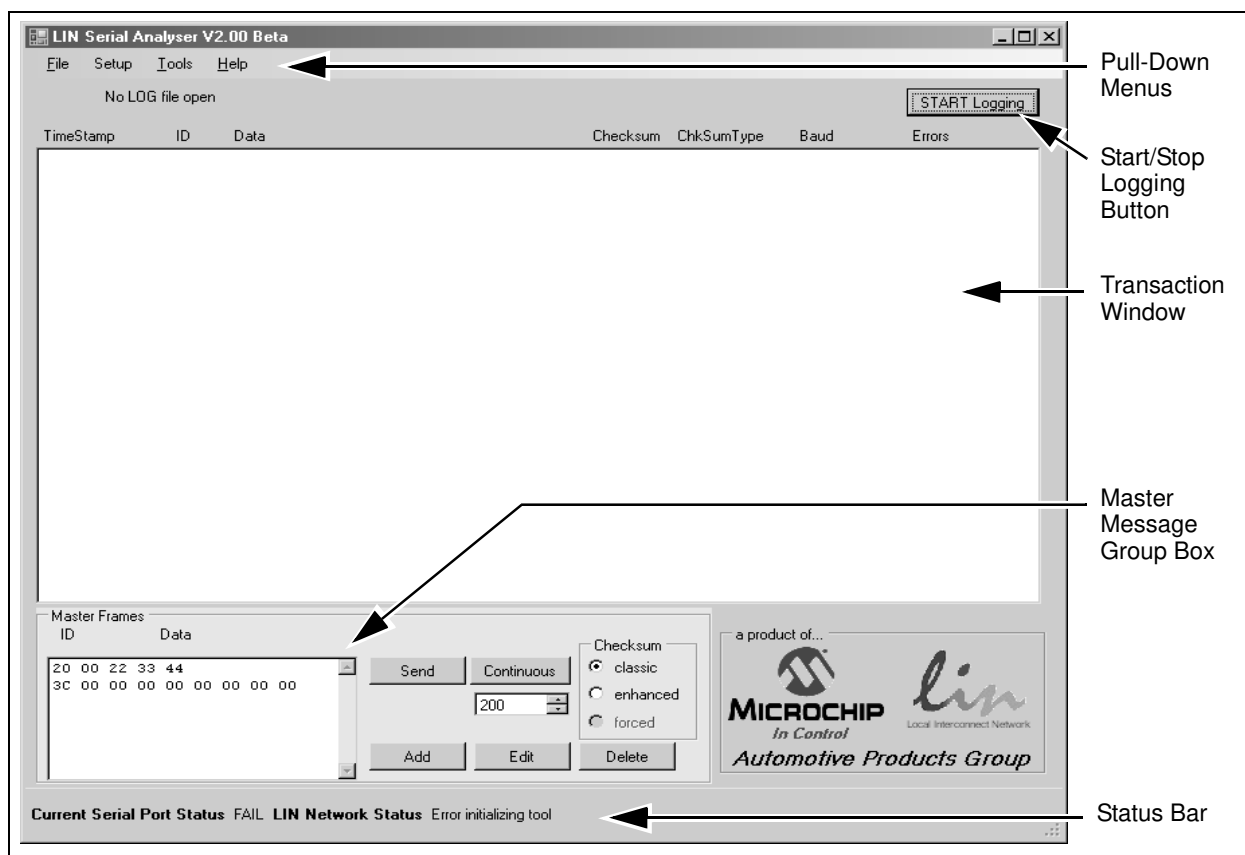 LIN Serial Analyser V2.00 Beta
File Setup Tools Help
Pull-Down
Menus
No LOG file open
START Logging
TimeStamp ID Data Checksum ChkSumType Baud Errors
Start/Stop
Logging
Button
Transaction
Window
Master
Message
Group Box
Master Frames
ID Data
20 00 22 33 44
3C 00 00 00 00 00 00 00 00
Send Continuous
200
Add Edit Delete
Checksum
classic
enhanced
forced
a product of...
MICROCHIP
In Control
lin
Local Interconnect Network
Automotive Products Group
Current Serial Port Status FAIL LIN Network Status Error initializing tool
Status Bar